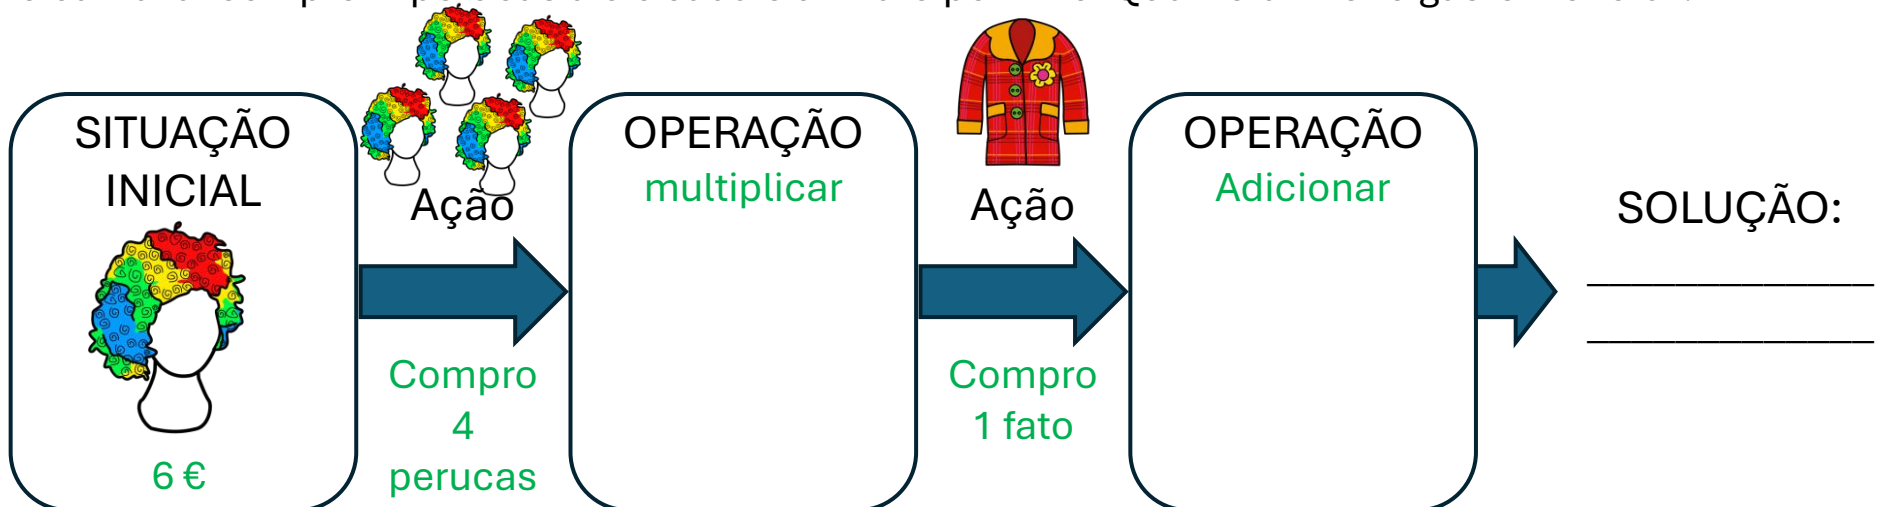 SITUAÇÃO
INICIAL
6 €
Ação
Compro
4
perucas
OPERAÇÃO
multiplicar
Ação
Compro
1 fato
OPERAÇÃO
Adicionar
SOLUÇÃO: